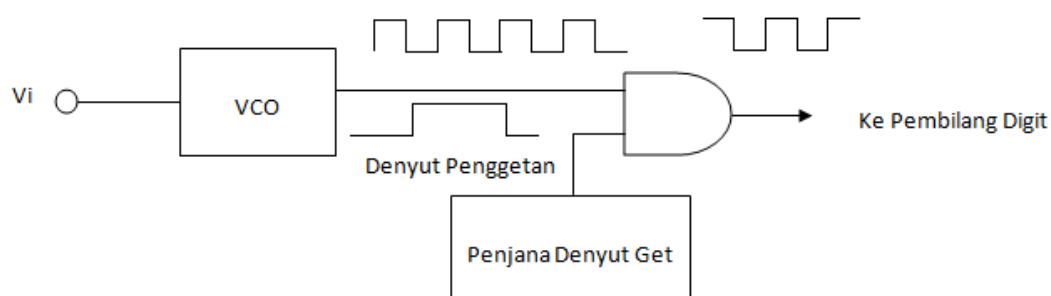 Vi
VCO
Denyut Penggetan
Ke Pembilang Digit
Penjana Denyut Get